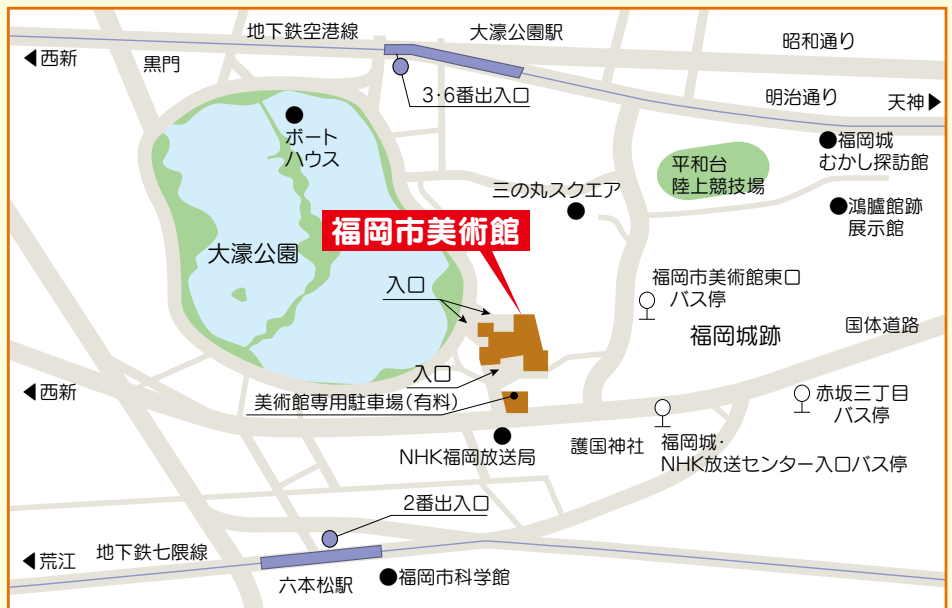 地下鉄空港線
大濠公園駅
昭和通り
◀西新
黒門
3・6番出入口
明治通り
天神▶
ボート
ハウス
福岡城
むかし探訪館
平和台
陸上競技場
三の丸スクエア
鴻臚館跡
展示館
福岡市美術館
大濠公園
入口
福岡市美術館東口
バス停
福岡城跡
国体道路
入口
◀西新
美術館専用駐車場(有料)
赤坂三丁目
バス停
NHK福岡放送局
護国神社
福岡城・
NHK放送センター入口バス停
2番出入口
地下鉄七隈線
◀荒江
六本松駅
福岡市科学館